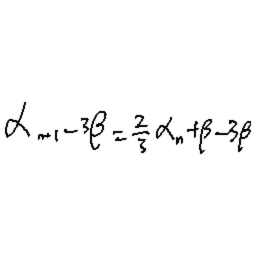 α_{n+1} - 3β = \frac{2}{3} α_n + β - 3β